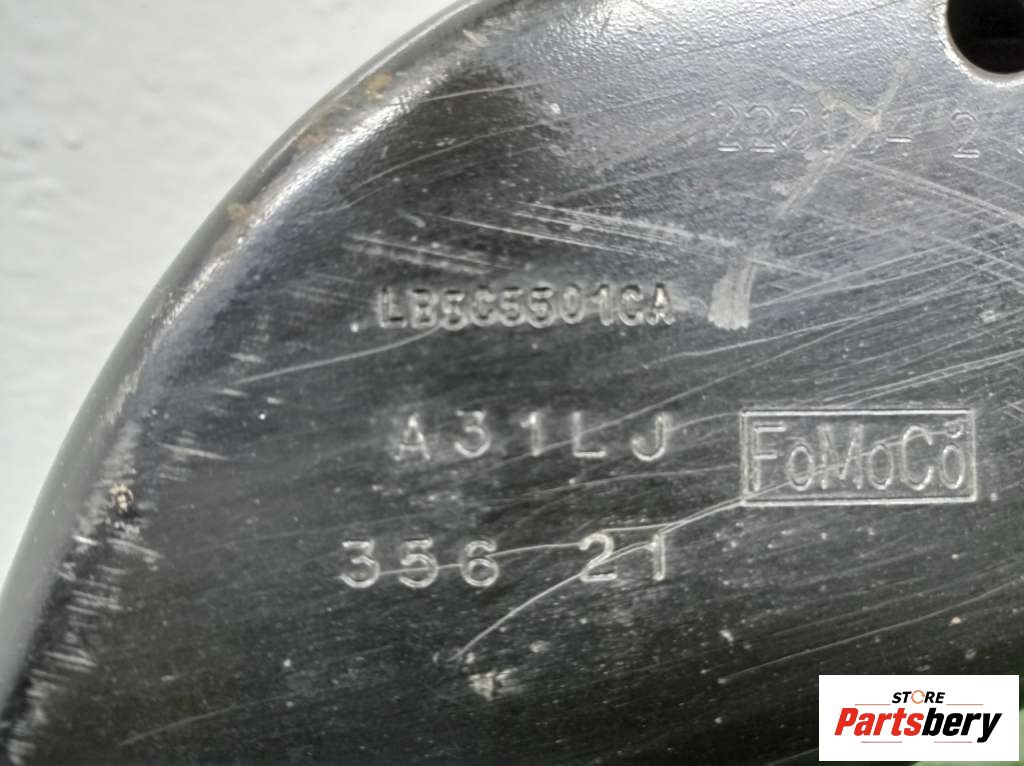 LB5C5501CA
A31LJ
FoMoCo
356 21
STORE
Partsbery